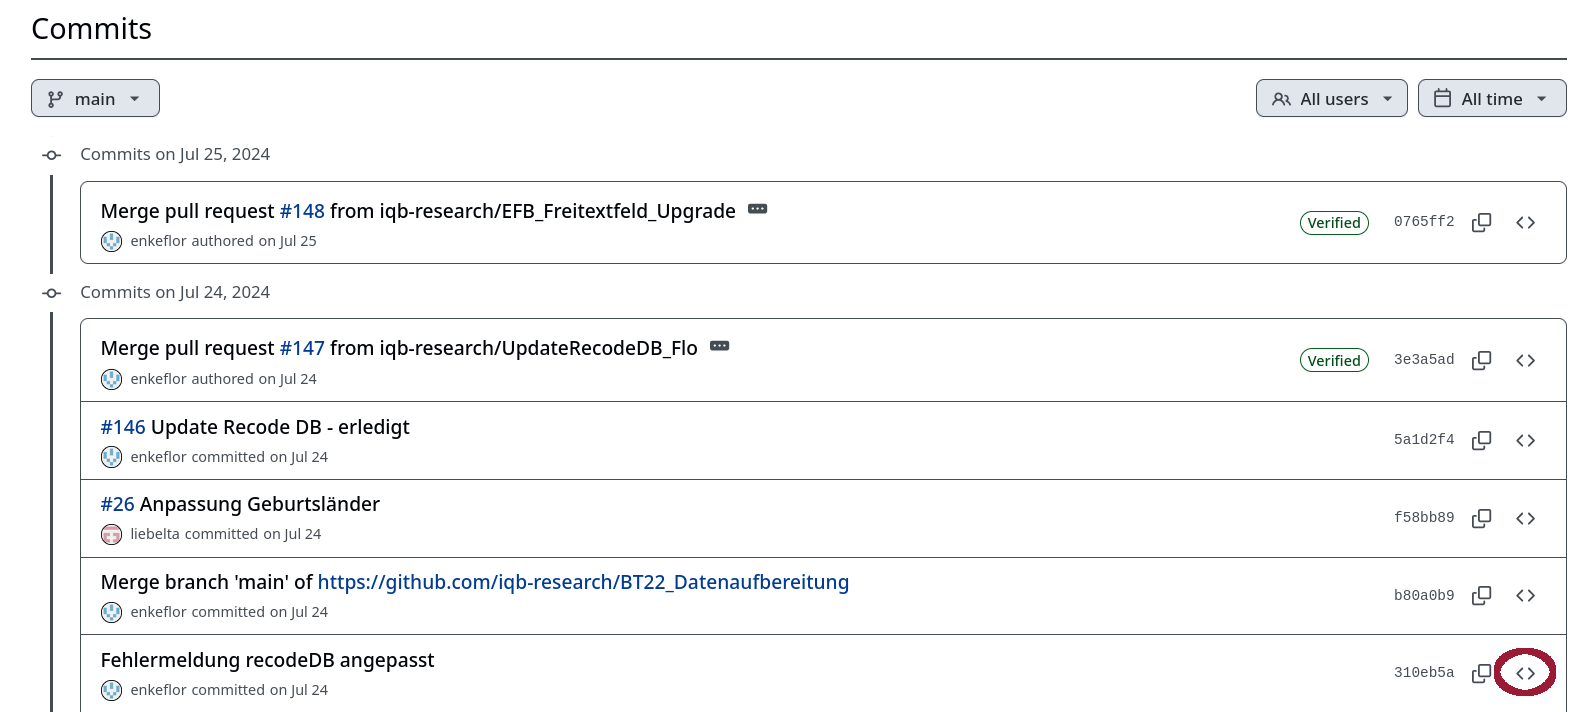 Commits
main
All users
All time
Commits on Jul 25, 2024
Merge pull request #148 from iqb-research/EFB_Freitextfeld_Upgrade
enkeflor authored on Jul 25
Verified
0765ff2
Commits on Jul 24, 2024
Merge pull request #147 from iqb-research/UpdateRecodeDB_Flo
enkeflor authored on Jul 24
Verified
3e3a5ad
#146 Update Recode DB - erledigt
enkeflor committed on Jul 24
5a1d2f4
#26 Anpassung Geburtsländer
liebelta committed on Jul 24
f58bb89
Merge branch 'main' of https://github.com/iqb-research/BT22_Datenaufbereitung
enkeflor committed on Jul 24
b80a0b9
Fehlermeldung recodeDB angepasst
enkeflor committed on Jul 24
310eb5a